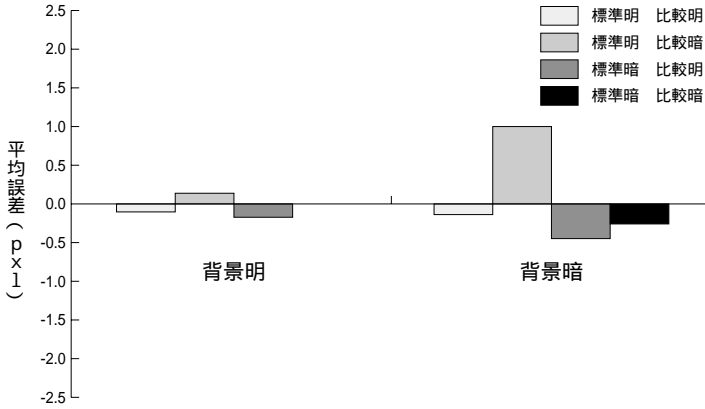 2.5
2.0
1.5
1.0
0.5
0.0
-0.5
-1.0
-1.5
-2.0
-2.5
平均誤差(pxl)
標準明 比較明
標準明 比較暗
標準暗 比較明
標準暗 比較暗
背景明
背景暗